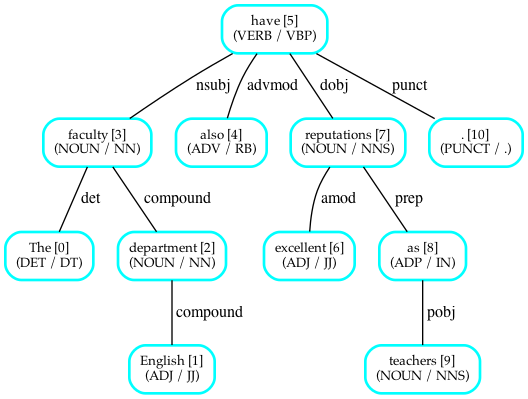 have [5]
(VERB / VBP)
nsubj advmod dobj punct
faculty [3]
(NOUN / NN)
also [4]
(ADV / RB)
reputations [7]
(NOUN / NNS)
. [10]
(PUNCT / .)
det compound amod prep
The [0]
(DET / DT)
department [2]
(NOUN / NN)
excellent [6]
(ADJ / JJ)
as [8]
(ADP / IN)
compound pobj
English [1]
(ADJ / JJ)
teachers [9]
(NOUN / NNS)